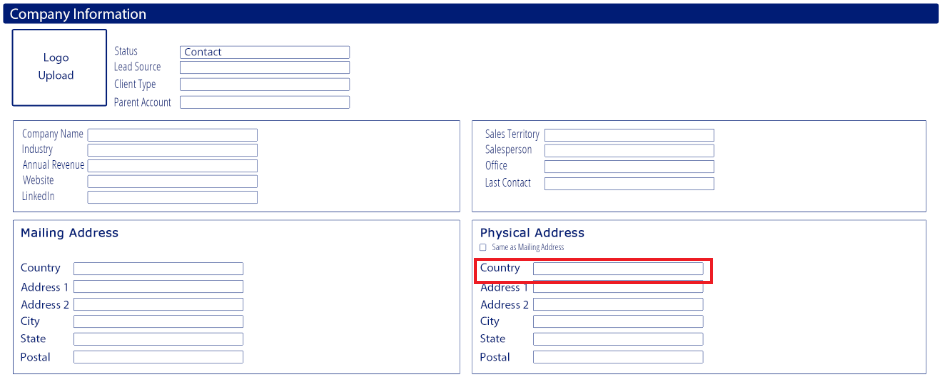 Company Information
Logo
Upload
Status Contact
Lead Source
Client Type
Parent Account
Company Name
Industry
Annual Revenue
Website
LinkedIn
Sales Territory
Salesperson
Office
Last Contact
Mailing Address
Country
Address 1
Address 2
City
State
Postal
Physical Address
Same as Mailing Address
Country
Address 1
Address 2
City
State
Postal